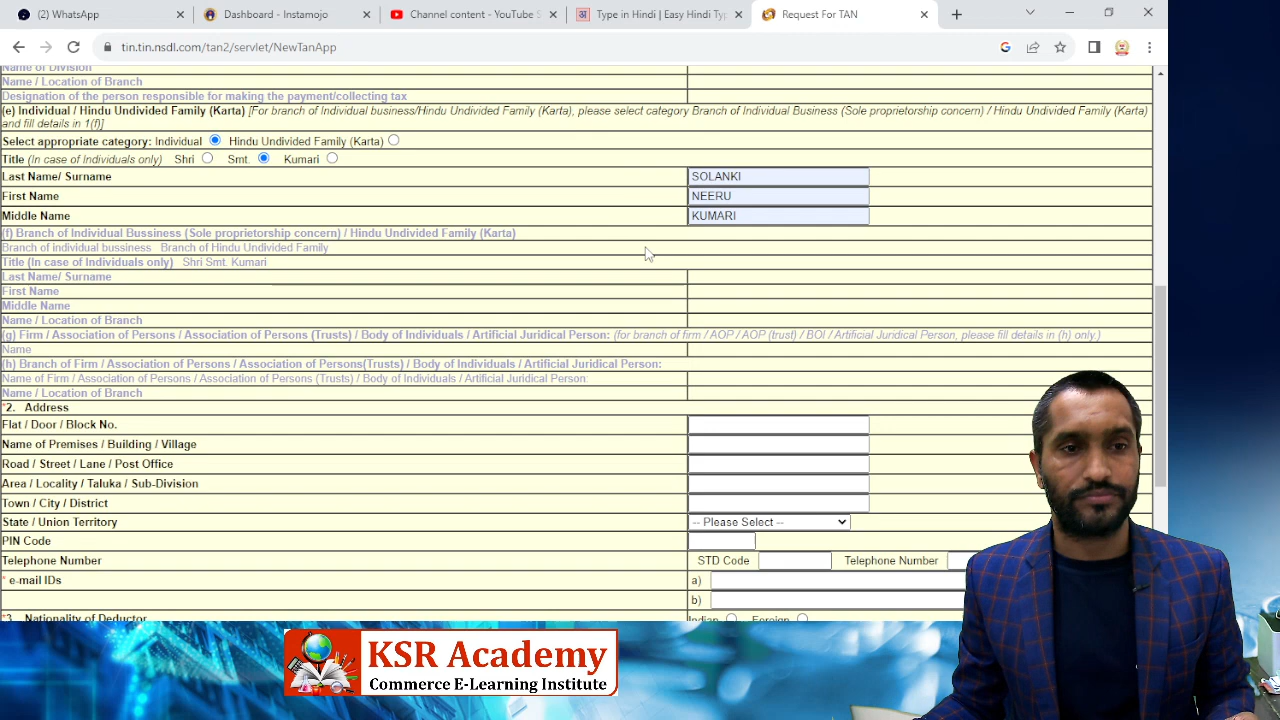 (2) WhatsApp
Dashboard - Instamojo
Channel content - YouTube S
Type in Hindi | Easy Hindi Typ
Request For TAN
tin.tin.nsdl.com/tan2/servlet/NewTanApp
Name of Division
Name / Location of Branch
Designation of the person responsible for making the payment/collecting tax
(e) Individual / Hindu Undivided Family (Karta) [For branch of Individual business/Hindu Undivided Family (Karta), please select category Branch of Individual Business (Sole proprietorship concern) / Hindu Undivided Family (Karta)
and fill details in 1(f)]
Select appropriate category: Individual Hindu Undivided Family (Karta)
Title (In case of Individuals only) Shri Smt. Kumari
Last Name/ Surname SOLANKI
First Name NEERU
Middle Name KUMARI
(f) Branch of Individual Bussiness (Sole propriertorship concern) / Hindu Undivided Family (Karta)
Branch of individual bussiness Branch of Hindu Undivided Family
Title (In case of Individuals only) Shri Smt. Kumari
Last Name/ Surname
First Name
Middle Name
Name / Location of Branch
(g) Firm / Association of Persons / Association of Persons (Trusts) / Body of Individuals / Artificial Juridical Person: (for branch of firm / AOP / AOP (trust) / BOI / Artificial Juridical Person, please fill details in (h) only.)
Name
(h) Branch of Firm / Association of Persons / Association of Persons(Trusts) / Body of Individuals / Artificial Juridical Person:
Name of Firm / Association of Persons / Association of Persons (Trusts) / Body of Individuals / Artificial Juridical Person:
Name / Location of Branch
*2. Address
Flat / Door / Block No.
Name of Premises / Building / Village
Road / Street / Lane / Post Office
Area / Locality / Taluka / Sub-Division
Town / City / District
State / Union Territory -- Please Select --
PIN Code
Telephone Number STD Code Telephone Number
* e-mail IDs a)
b)
*3. Nationality of Deductor Indian Foreign
KSR Academy
Commerce E-Learning Institute